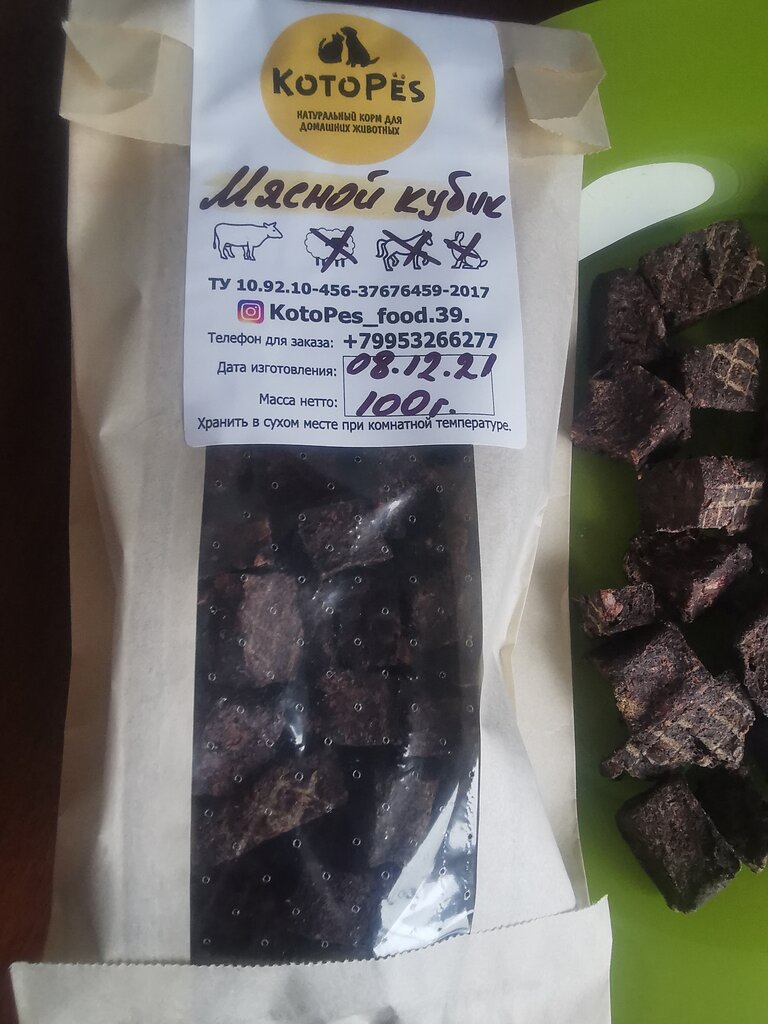 КотоРёs
НАТУРАЛЬНЫЙ КОРМ ДЛЯ
ДОМАШНИХ ЖИВОТНЫХ
Мясной кубик
ТУ 10.92.10-456-37676459-2017
KotoPes_food.39.
Телефон для заказа: +79953266277
Дата изготовления: 08.12.21
Масса нетто: 100г.
Хранить в сухом месте при комнатной температуре.